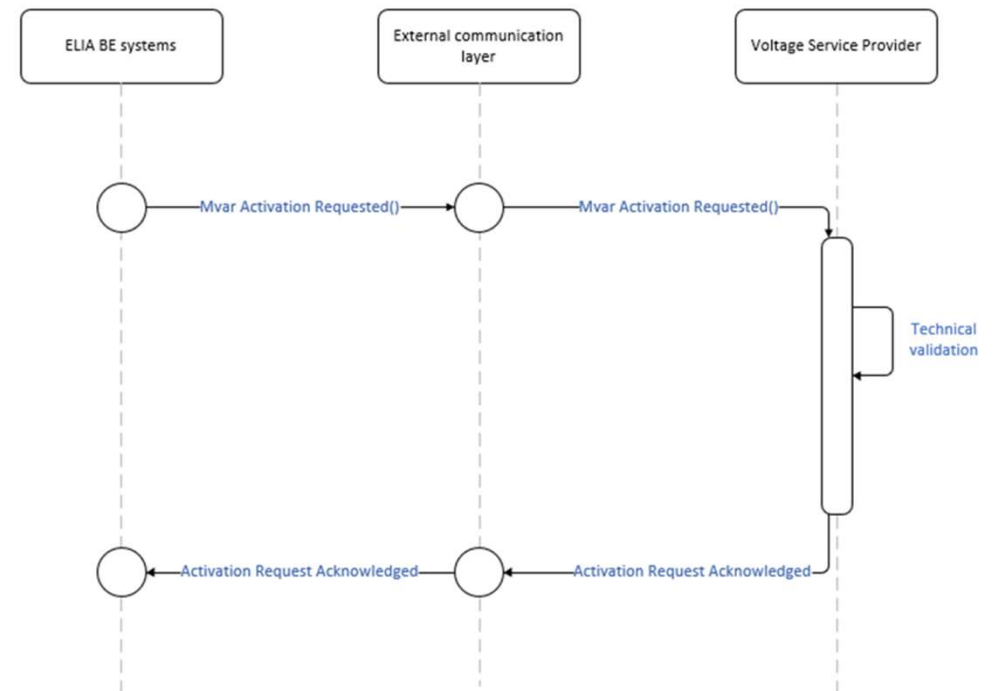 ELIA BE systems
External communication
layer
Voltage Service Provider
Mvar Activation Requested()
Mvar Activation Requested()
Technical
validation
Activation Request Acknowledged
Activation Request Acknowledged